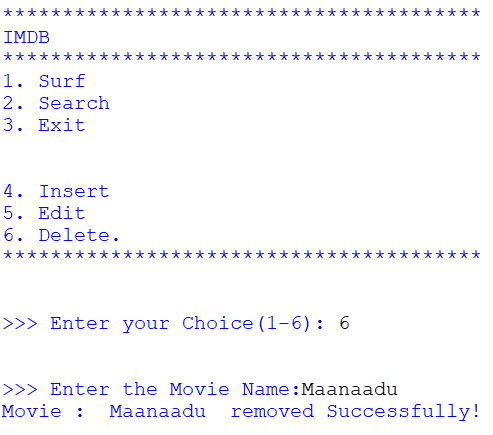 ****************************************
IMDB
****************************************
1. Surf
2. Search
3. Exit
4. Insert
5. Edit
6. Delete.
****************************************
>>> Enter your Choice(1-6): 6
>>> Enter the Movie Name:Maanaadu
Movie :  Maanaadu  removed Successfully!